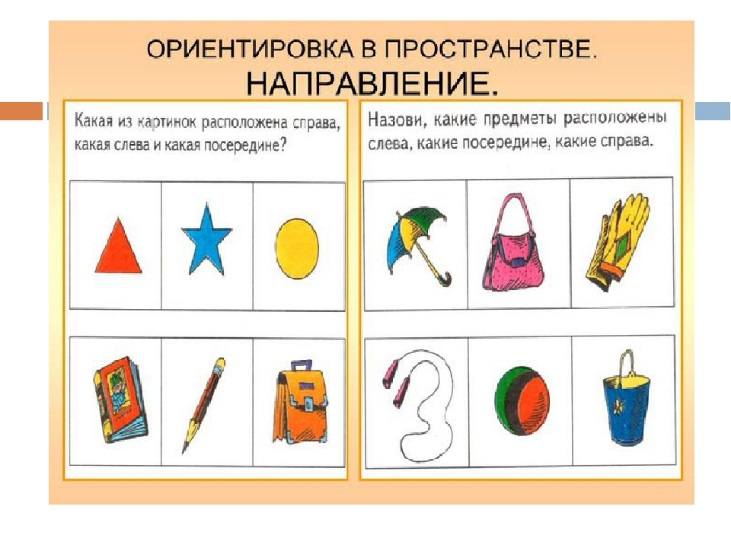 ОРИЕНТИРОВКА В ПРОСТРАНСТВЕ.
НАПРАВЛЕНИЕ.
Какая из картинок расположена справа,
какая слева и какая посередине?
Назови, какие предметы расположены
слева, какие посередине, какие справа.